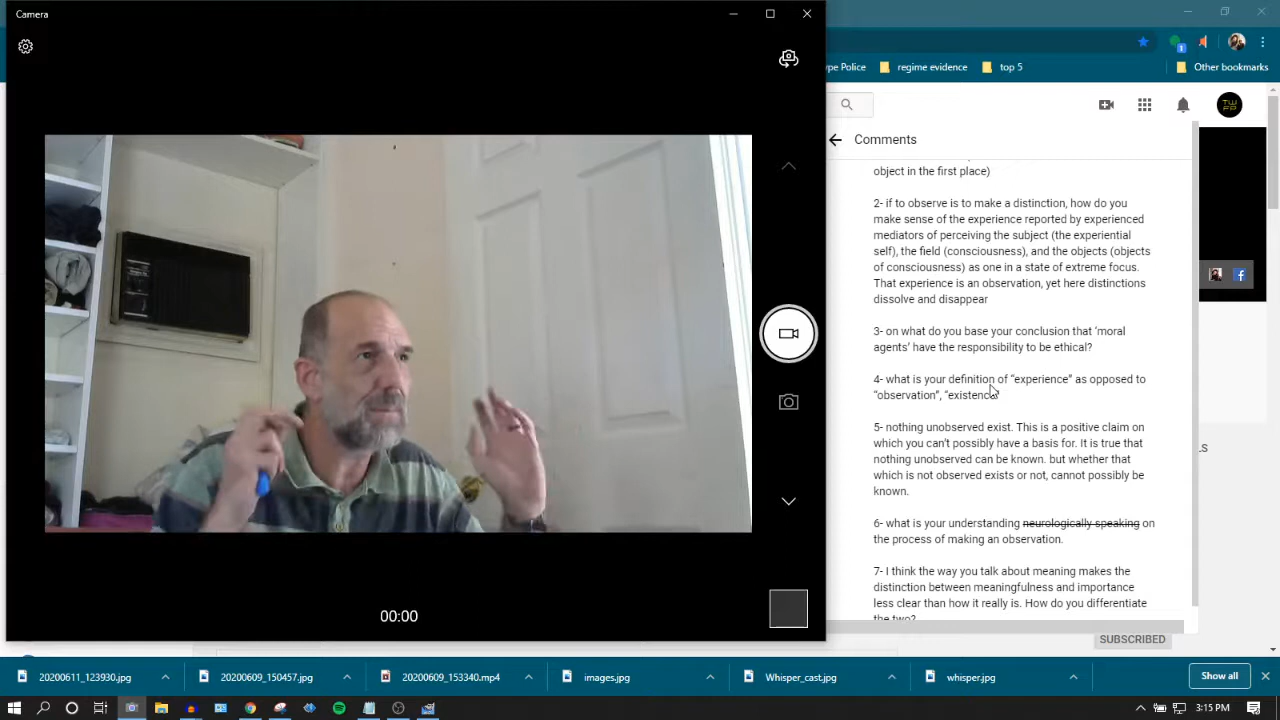 Camera
ype Police
regime evidence
top 5
Other bookmarks
1
TW
FP
Comments
object in the first place)
2- if to observe is to make a distinction, how do you
make sense of the experience reported by experienced
mediators of perceiving the subject (the experiential
self), the field (consciousness), and the objects (objects
of consciousness) as one in a state of extreme focus.
That experience is an observation, yet here distinctions
dissolve and disappear
3- on what do you base your conclusion that ‘moral
agents’ have the responsibility to be ethical?
4- what is your definition of “experience” as opposed to
“observation”, “existence”
5- nothing unobserved exist. This is a positive claim on
which you can’t possibly have a basis for. It is true that
nothing unobserved can be known. but whether that
which is not observed exists or not, cannot possibly be
known.
6- what is your understanding neurologically speaking on
the process of making an observation.
7- I think the way you talk about meaning makes the
distinction between meaningfulness and importance
less clear than how it really is. How do you differentiate
the two?
LS
00:00
SUBSCRIBED
20200611_123930.jpg
20200609_150457.jpg
20200609_153340.mp4
images.jpg
Whisper_cast.jpg
whisper.jpg
Show all
3:15 PM